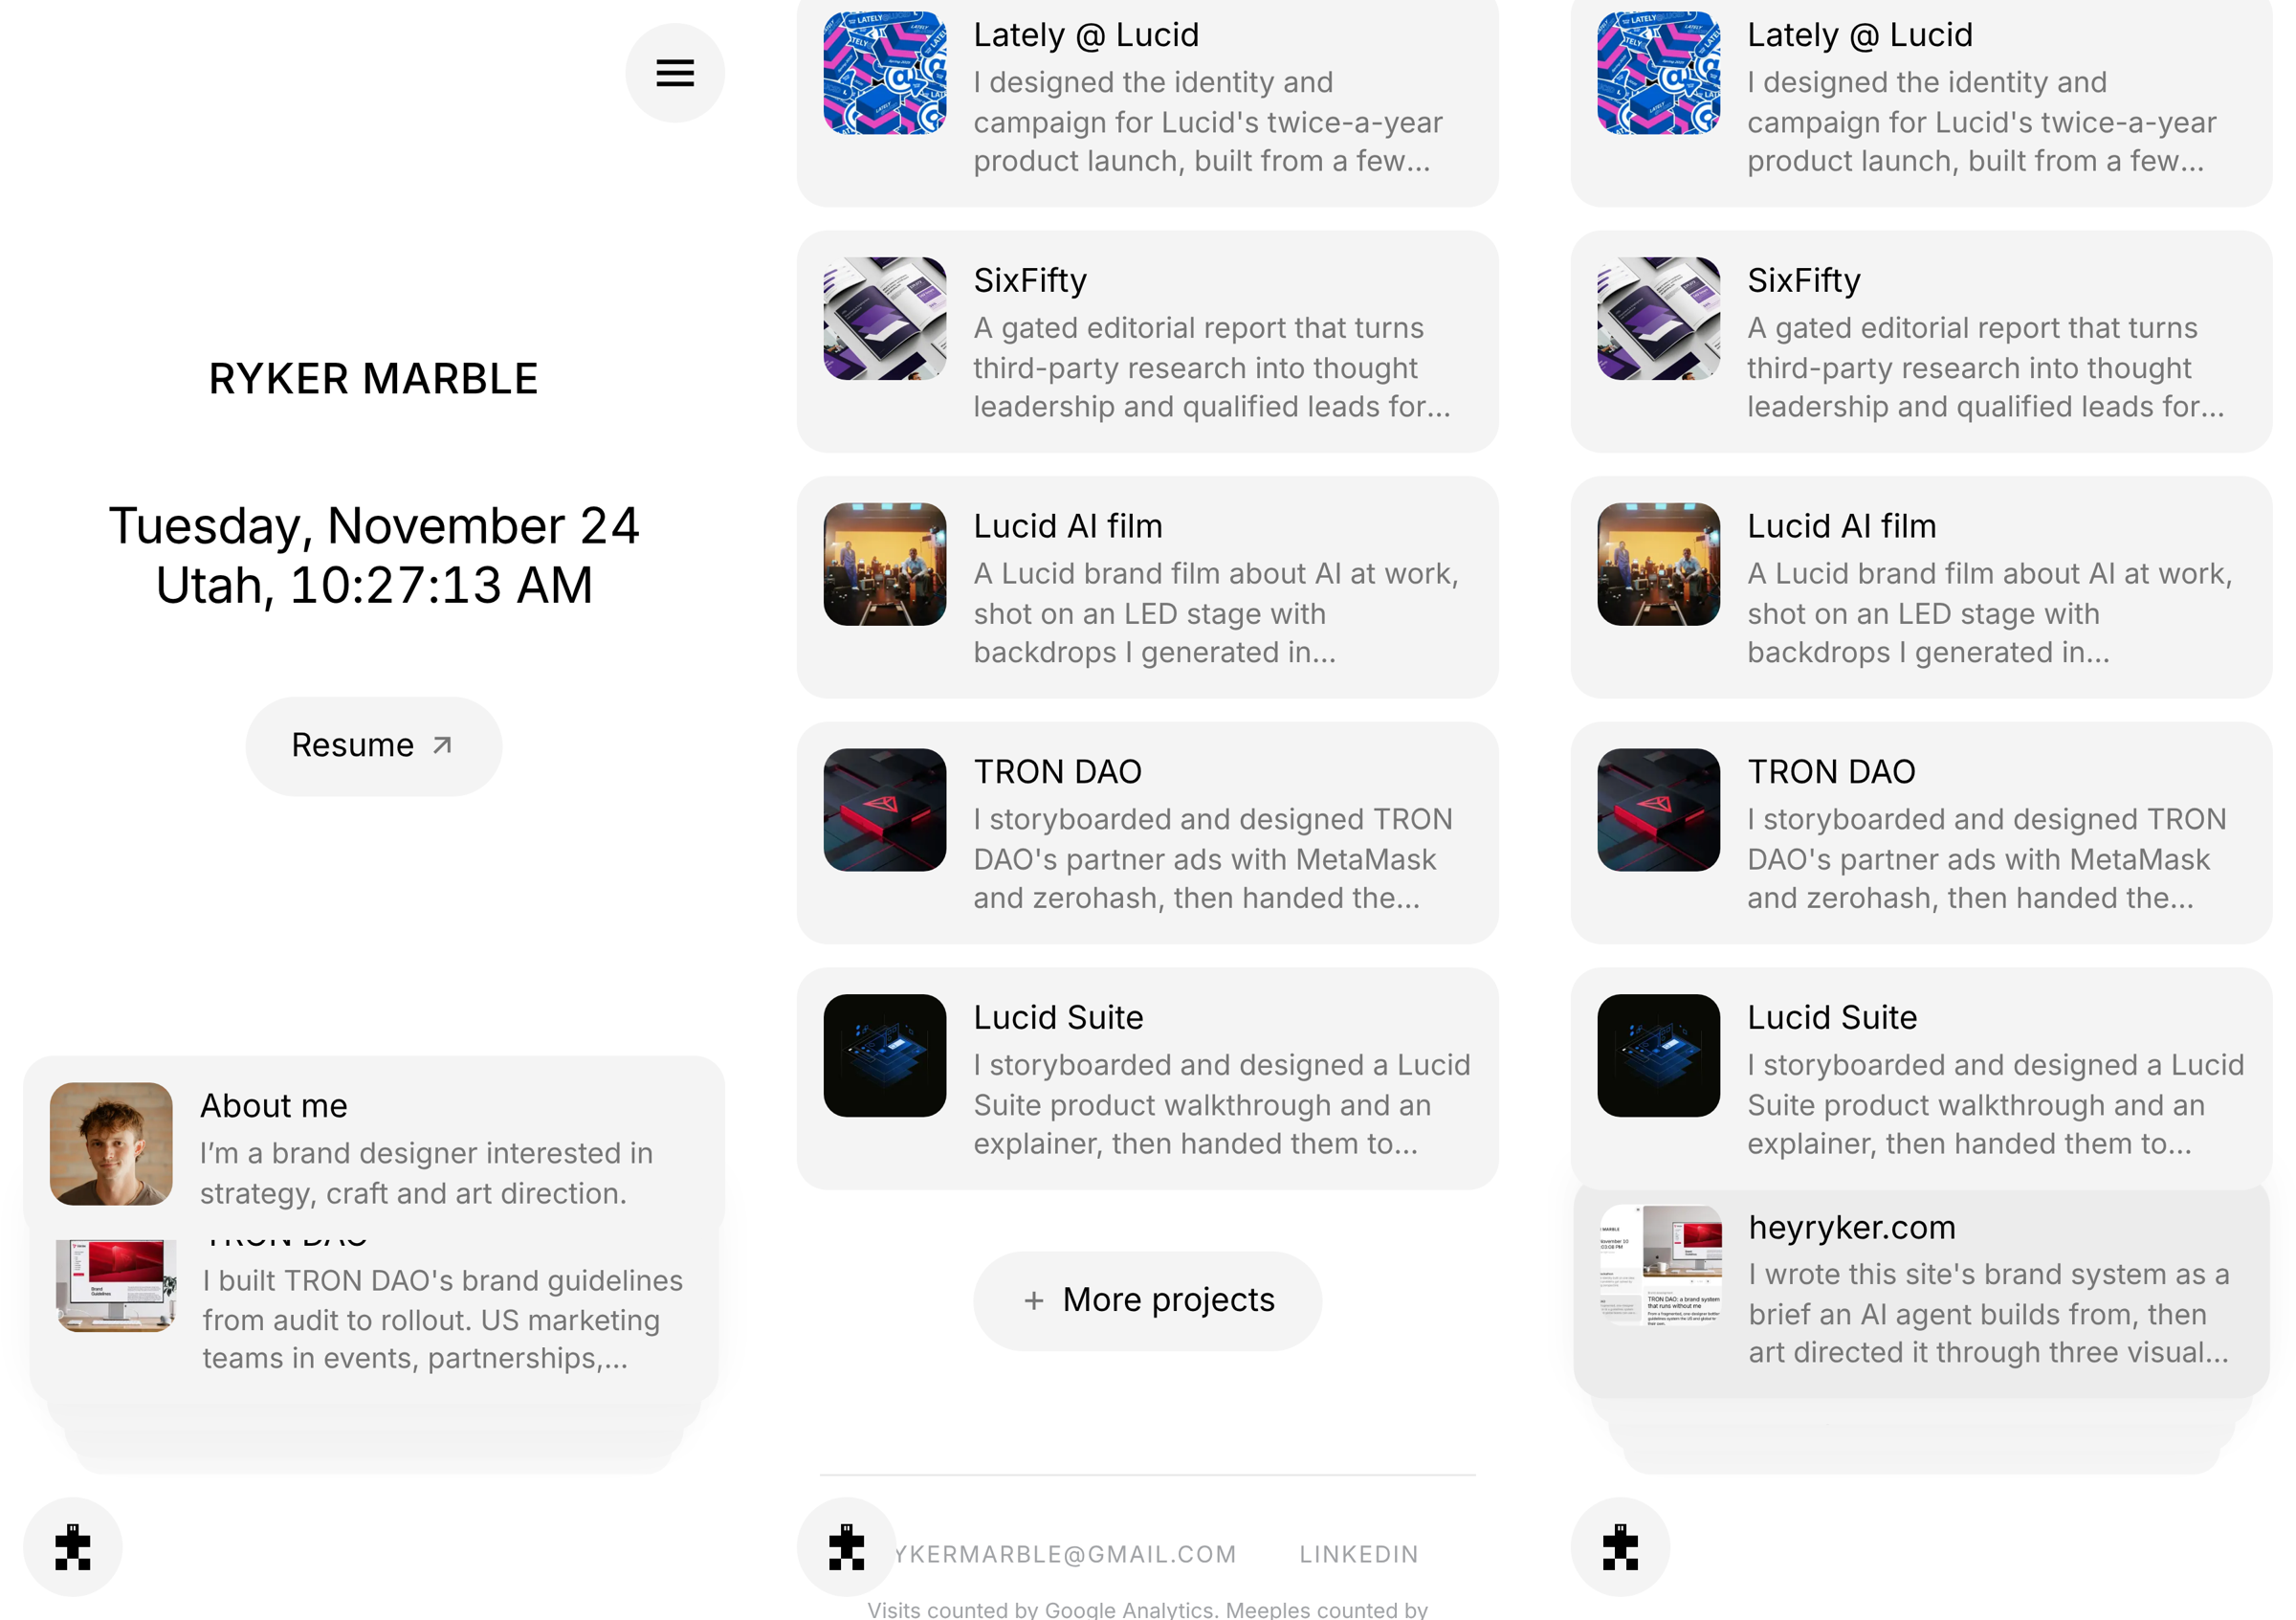 RYKER MARBLE
Tuesday, November 24
Utah, 10:27:13 AM
Resume
About me
I’m a brand designer interested in
strategy, craft and art direction.
TRON DAO
I built TRON DAO's brand guidelines
from audit to rollout. US marketing
teams in events, partnerships,...
Lately @ Lucid
I designed the identity and
campaign for Lucid's twice-a-year
product launch, built from a few...
SixFifty
A gated editorial report that turns
third-party research into thought
leadership and qualified leads for...
Lucid AI film
A Lucid brand film about AI at work,
shot on an LED stage with
backdrops I generated in...
TRON DAO
I storyboarded and designed TRON
DAO's partner ads with MetaMask
and zerohash, then handed the...
Lucid Suite
I storyboarded and designed a Lucid
Suite product walkthrough and an
explainer, then handed them to...
+ More projects
YKERMARBLE@GMAIL.COM
LINKEDIN
Visits counted by Google Analytics. Meeples counted by
Lately @ Lucid
I designed the identity and
campaign for Lucid's twice-a-year
product launch, built from a few...
SixFifty
A gated editorial report that turns
third-party research into thought
leadership and qualified leads for...
Lucid AI film
A Lucid brand film about AI at work,
shot on an LED stage with
backdrops I generated in...
TRON DAO
I storyboarded and designed TRON
DAO's partner ads with MetaMask
and zerohash, then handed the...
Lucid Suite
I storyboarded and designed a Lucid
Suite product walkthrough and an
explainer, then handed them to...
heyryker.com
I wrote this site's brand system as a
brief an AI agent builds from, then
art directed it through three visual...